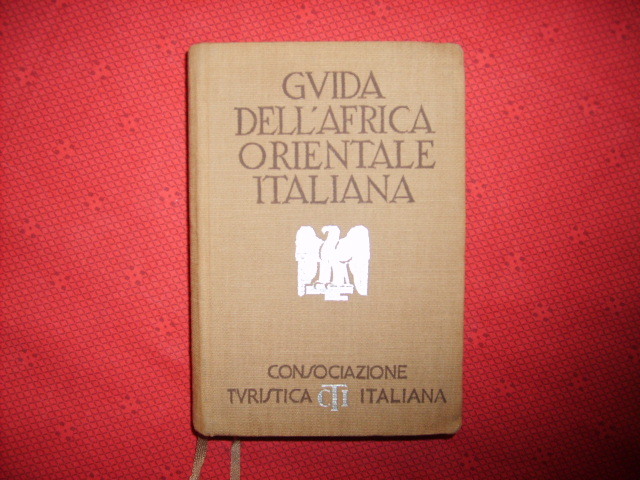 GVIDA
DELL'AFRICA
ORIENTALE
ITALIANA
CONSOCIAZIONE
TVRISTICA CTI ITALIANA